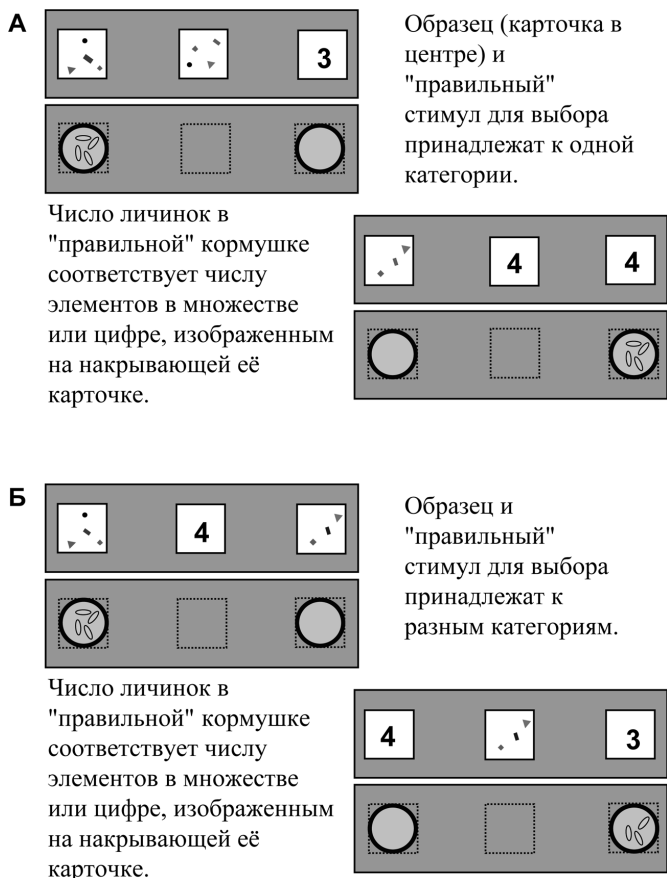 А
3
Образец (карточка в
центре) и
"правильный"
стимул для выбора
принадлежат к одной
категории.
Число личинок в
"правильной" кормушке
соответствует числу
элементов в множестве
или цифре, изображенным
на накрывающей её
карточке.
4 4
Б
4
Образец и
"правильный"
стимул для выбора
принадлежат к
разным категориям.
Число личинок в
"правильной" кормушке
соответствует числу
элементов в множестве
или цифре, изображенным
на накрывающей её
карточке.
4 3